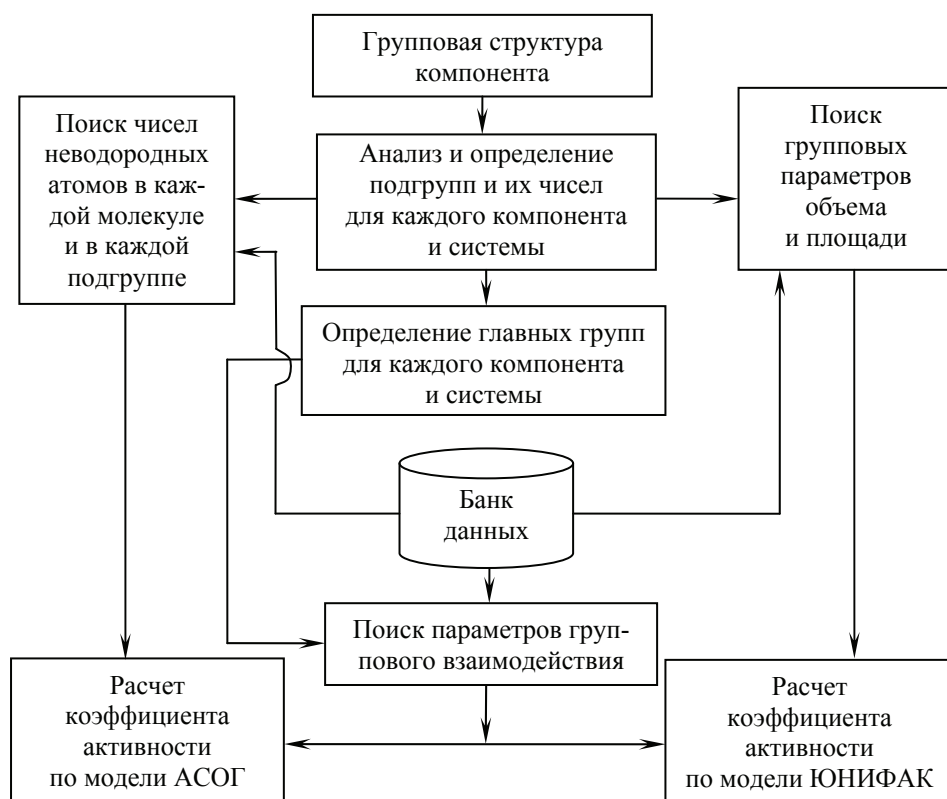 Групповая структура
компонента
Поиск чисел
неводородных
атомов в каж-
дой молекуле
и в каждой
подгруппе
Анализ и определение
подгрупп и их чисел
для каждого компонента
и системы
Поиск
групповых
параметров
объема
и площади
Определение главных групп
для каждого компонента
и системы
Банк
данных
Поиск параметров груп-
пового взаимодействия
Расчет
коэффициента
активности
по модели АСОГ
Расчет
коэффициента
активности
по модели ЮНИФАК